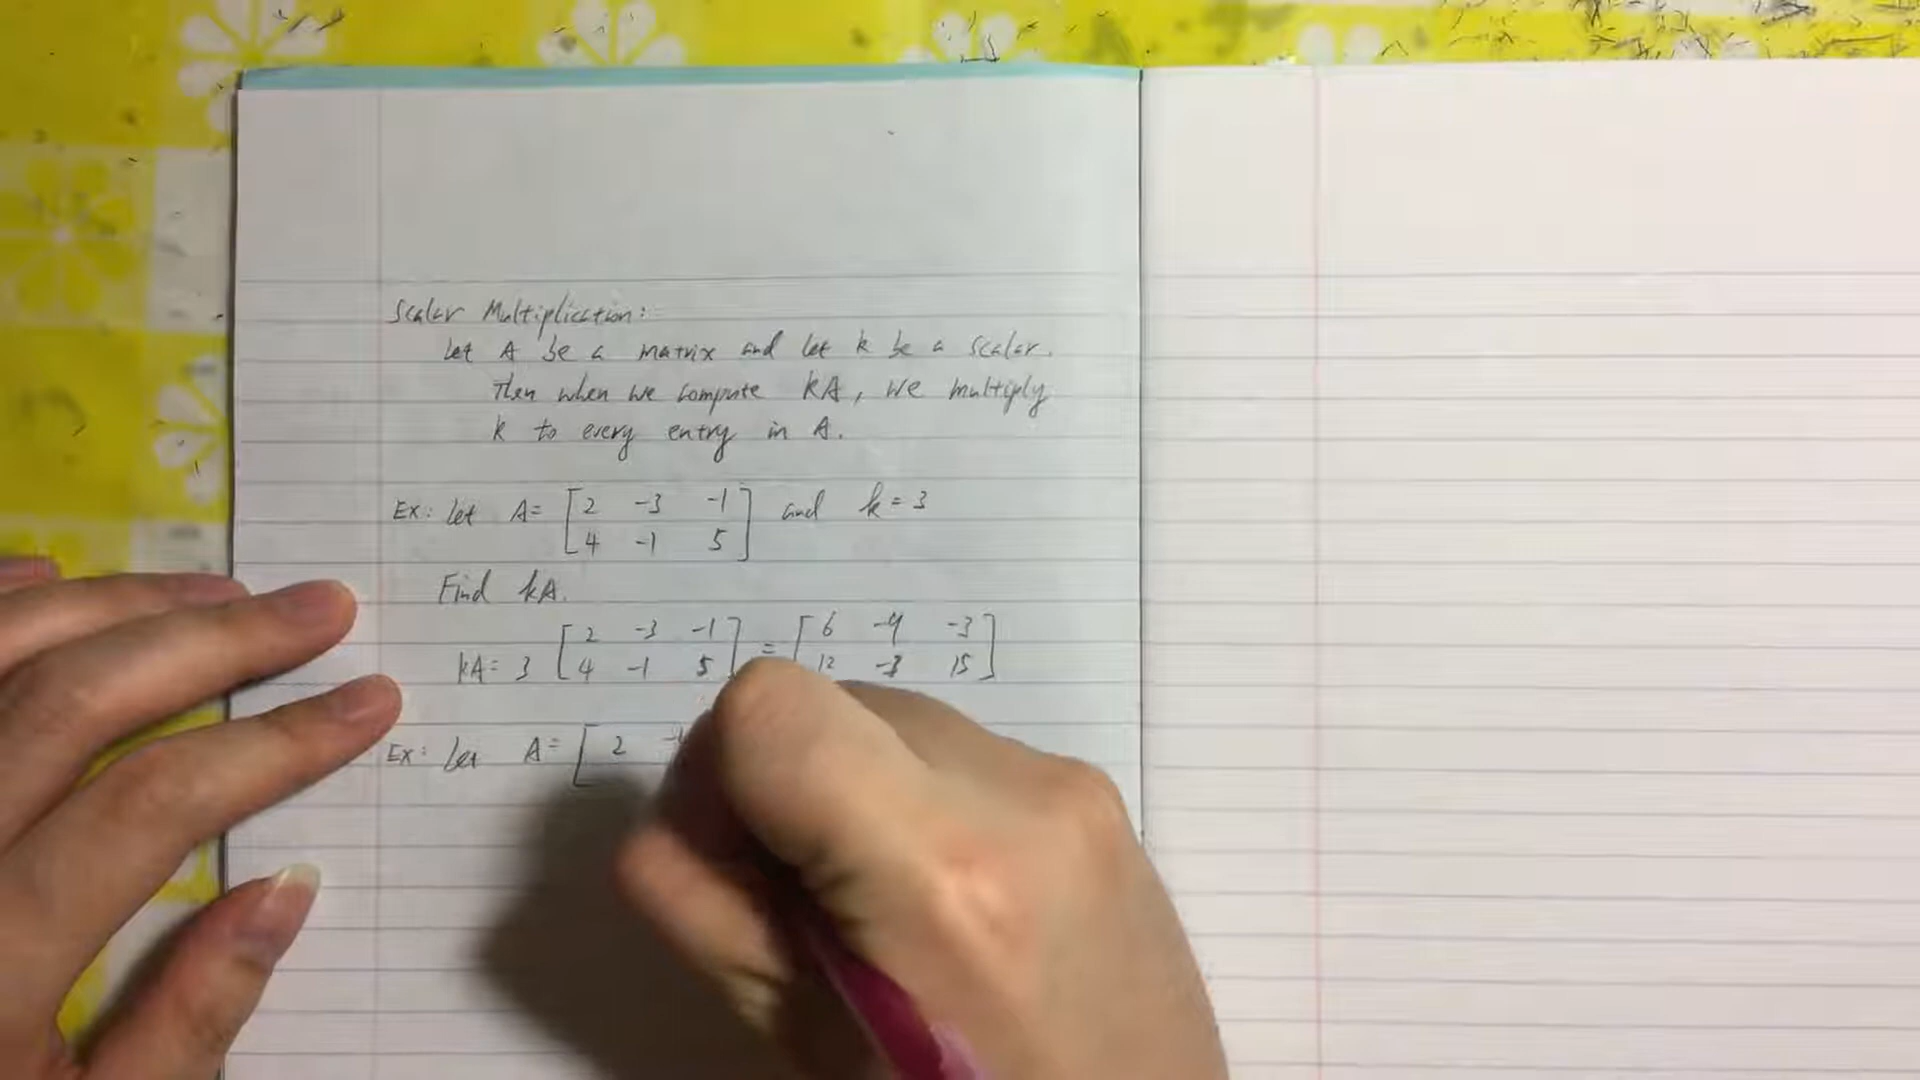 Scalar Multiplication:
Let A be a matrix and let k be a scalar.
Then when we compute kA, we multiply
k to every entry in A.
Ex: Let A= [2 -3 -1 and k = 3
4 -1 5]
Find kA.
[2 -3 -1] = [6 -9 -3
kA= 3 4 -1 5 12 -3 15]
Ex: Let A= [ 2